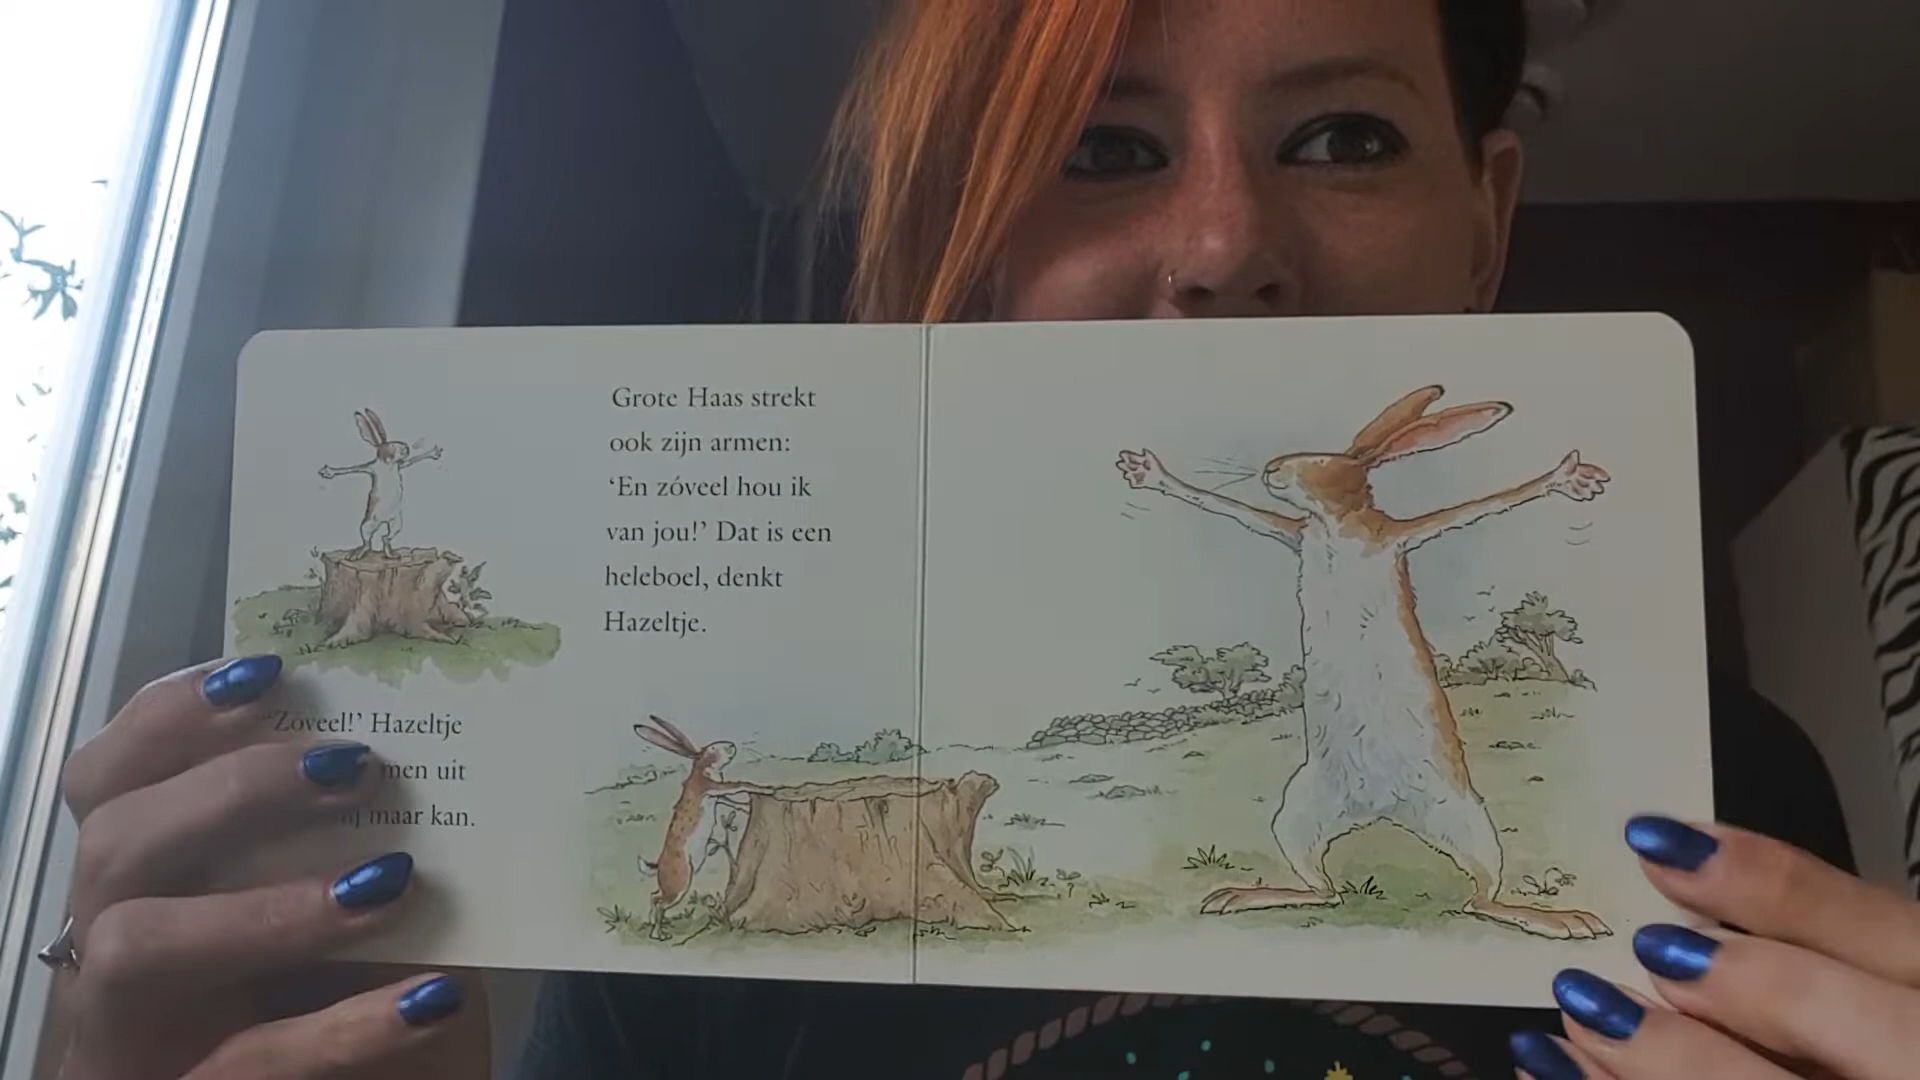 ‘Zóveel!’ Hazeltje
men uit
maar kan.
Grote Haas strekt
ook zijn armen:
‘En zóveel hou ik
van jou!’ Dat is een
heleboel, denkt
Hazeltje.